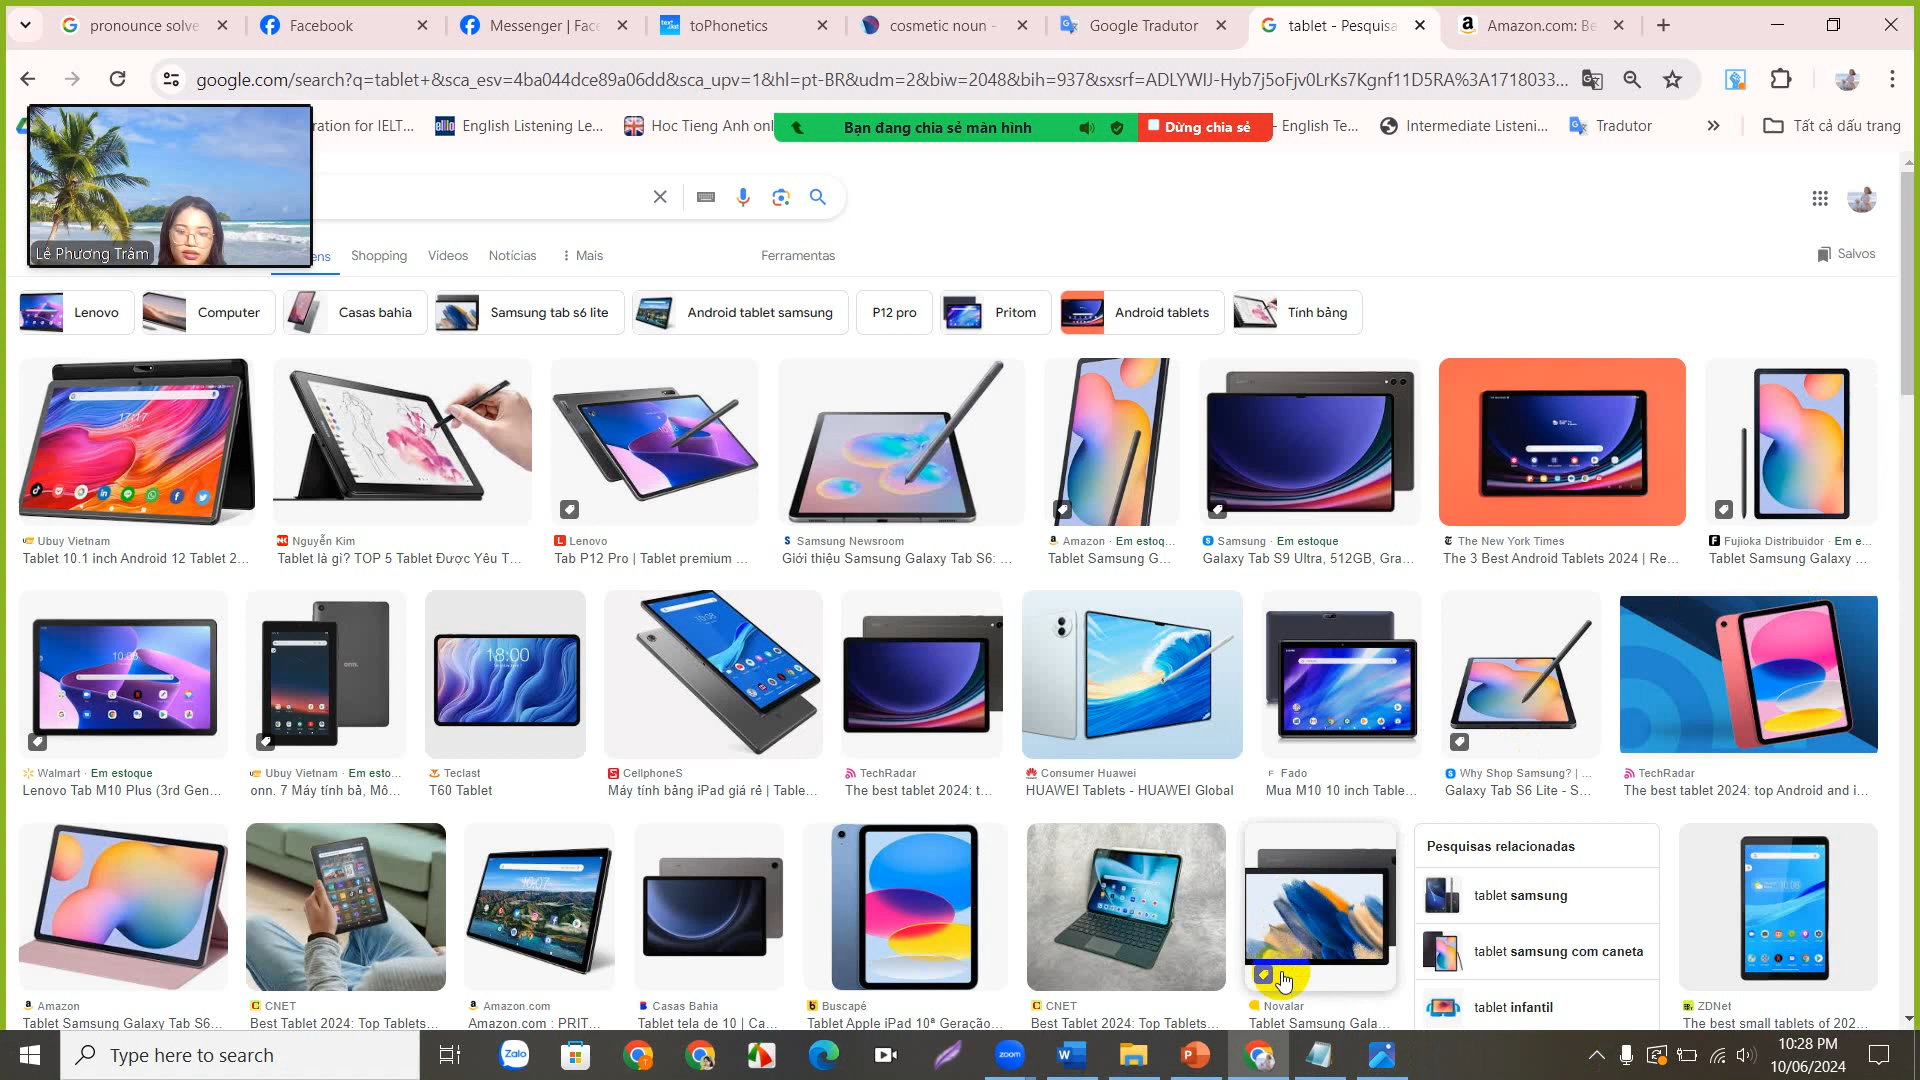 pronounce solve
Facebook
Messenger | Face
toPhonetics
cosmetic noun -
Google Tradutor
tablet - Pesquisa
Amazon.com: Be
google.com/search?q=tablet+&sca_esv=4ba044dce89a06dd&sca_upv=1&hl=pt-BR&udm=2&biw=2048&bih=937&sxsrf=ADLYWIJ-Hyb7j5oFjv0LrKs7Kgnf11D5RA%3A1718033...
ration for IELT...
English Listening Le...
Hoc Tieng Anh onl
Bạn đang chia sẻ màn hình
Dừng chia sẻ
- English Te...
Intermediate Listeni...
Tradutor
Tất cả dấu trang
Lê Phương Trâm
ens
Shopping
Vídeos
Notícias
Mais
Ferramentas
Salvos
Lenovo
Computer
Casas bahia
Samsung tab s6 lite
Android tablet samsung
P12 pro
Pritom
Android tablets
Tính bảng
17:17
Ubuy Vietnam
Tablet 10.1 inch Android 12 Tablet 2...
Nguyễn Kim
Tablet là gì? TOP 5 Tablet Được Yêu T...
Lenovo
Tab P12 Pro | Tablet premium ...
Samsung Newsroom
Giới thiệu Samsung Galaxy Tab S6: ...
Amazon · Em estoq...
Tablet Samsung G...
Samsung · Em estoque
Galaxy Tab S9 Ultra, 512GB, Gra...
The New York Times
The 3 Best Android Tablets 2024 | Re...
Fujioka Distribuidor · Em e...
Tablet Samsung Galaxy ...
10:08
onn.
18:00
Walmart · Em estoque
Lenovo Tab M10 Plus (3rd Gen...
Ubuy Vietnam · Em esto...
onn. 7 Máy tính bả, Mô...
Teclast
T60 Tablet
CellphoneS
Máy tính bảng iPad giá rẻ | Table...
TechRadar
The best tablet 2024: t...
Consumer Huawei
HUAWEI Tablets - HUAWEI Global
Fado
Mua M10 10 inch Table...
Why Shop Samsung? | ...
Galaxy Tab S6 Lite - S...
TechRadar
The best tablet 2024: top Android and i...
10:07
Pesquisas relacionadas
tablet samsung
tablet samsung com caneta
tablet infantil
Amazon
Tablet Samsung Galaxy Tab S6...
CNET
Best Tablet 2024: Top Tablets...
Amazon.com
Amazon.com : PRIT...
Casas Bahia
Tablet tela de 10 | Ca...
Buscapé
Tablet Apple iPad 10ª Geração...
CNET
Best Tablet 2024: Top Tablets...
Novalar
Tablet Samsung Gala...
ZDNet
The best small tablets of 202...
Type here to search
Zalo
zoom
10:28 PM
10/06/2024